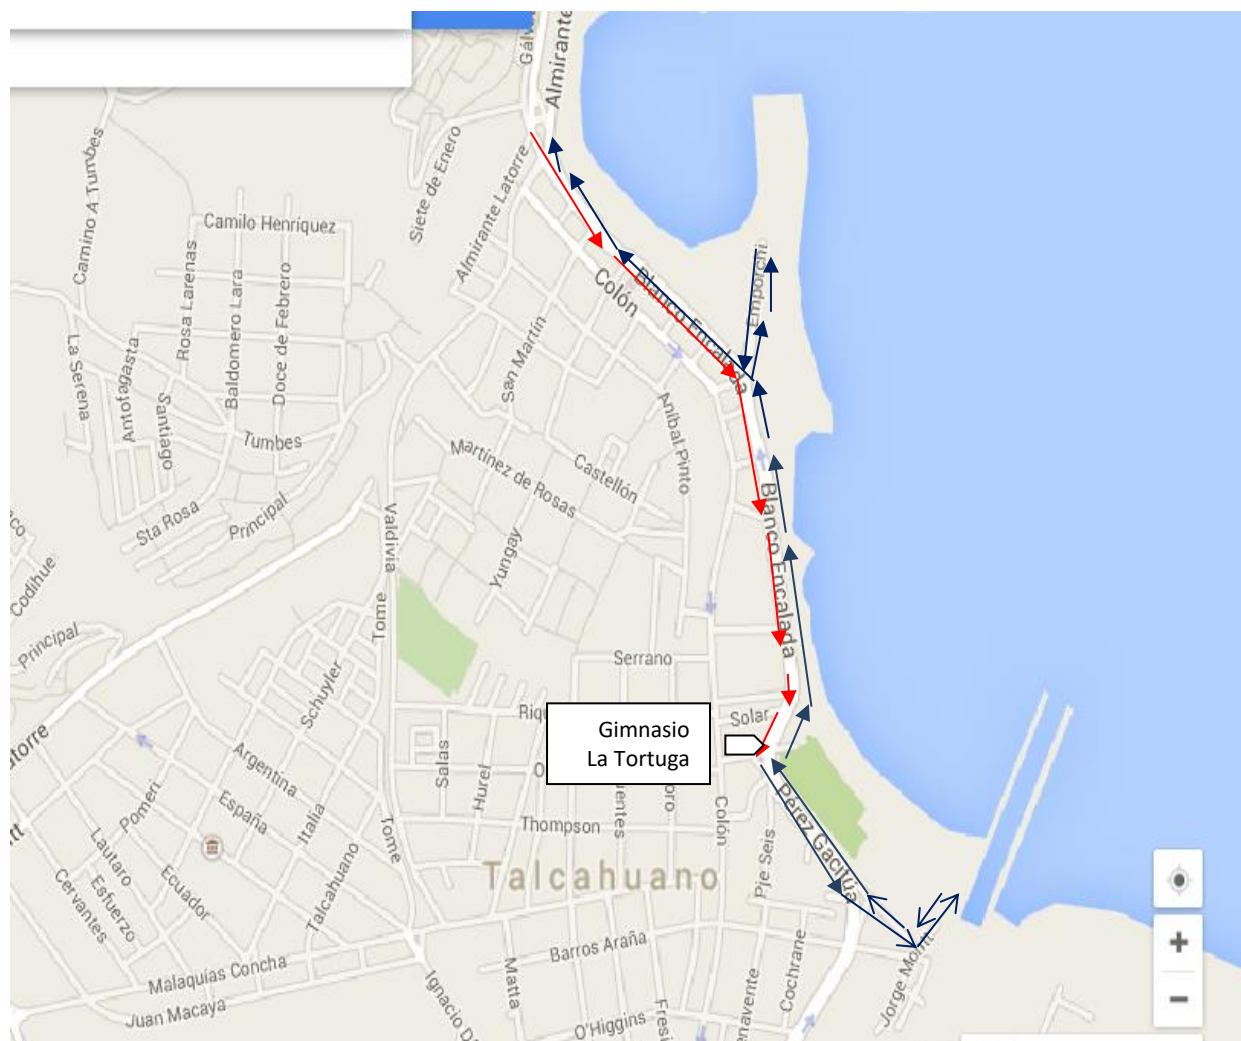 Gálv
Almirante
Siete de Enero
Almirante Latorre
Camino A Tumbes
Camilo Henríquez
Rosa Larenas
Baldomero Lara
Doce de Febrero
Emporchi
Blanco Encalada
Colón
La Serena
Antofagasta
Santiago
San Martín
Aníbal Pinto
Tumbes
Martínez de Rosas
Castellón
Sta Rosa
Principal
Valdivia
Yungay
Blanco Encalada
Codihue
Principal
Tome
Serrano
Schuyler
Solar
Gimnasio
La Tortuga
Salas
Hurel
Argentina
Pomeri
España
Italia
Pérez Gacitúa
Thompson
Colón
Tome
Lautaro
Esfuerzo
Ecuador
Talcahuano
Cervantes
Talcahuano
Pje Seis
Barros Araña
Cochrane
Jorge Montt
Malaquías Concha
Juan Macaya
Matta
O'Higgins